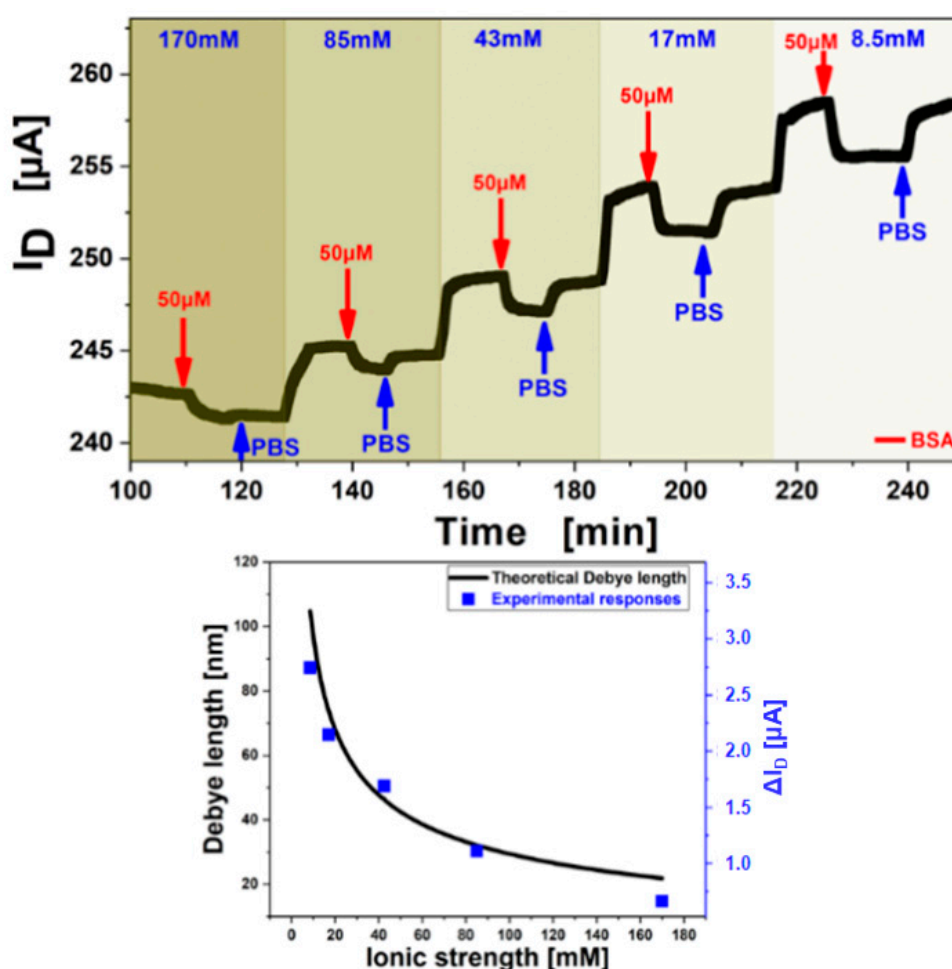 170mM 85mM 43mM 17mM 8.5mM
260
255
250
245
240
I_D [µA]
50µM
50µM
50µM
50µM
50µM
PBS
PBS
PBS
PBS
PBS
BSA
100 120 140 160 180 200 220 240
Time [min]
Theoretical Debye length
Experimental responses
120
100
80
60
40
20
Debye length [nm]
3.5
3.0
2.5
2.0
1.5
1.0
ΔI_D [µA]
0 20 40 60 80 100 120 140 160 180
Ionic strength [mM]